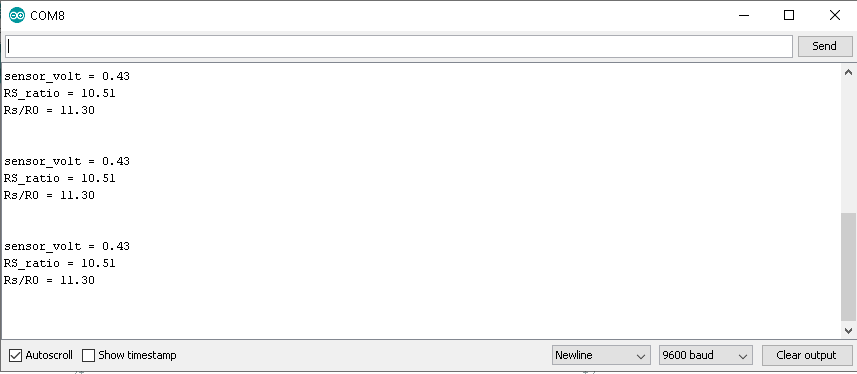 COM8
Send
sensor_volt = 0.43
RS_ratio = 10.51
Rs/R0 = 11.30
sensor_volt = 0.43
RS_ratio = 10.51
Rs/R0 = 11.30
sensor_volt = 0.43
RS_ratio = 10.51
Rs/R0 = 11.30
Autoscroll Show timestamp Newline 9600 baud Clear output